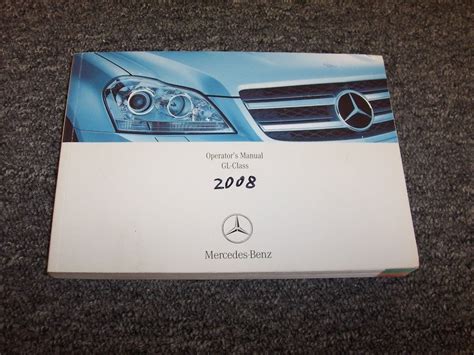 Operator's Manual
GL-Class
2008
Mercedes-Benz